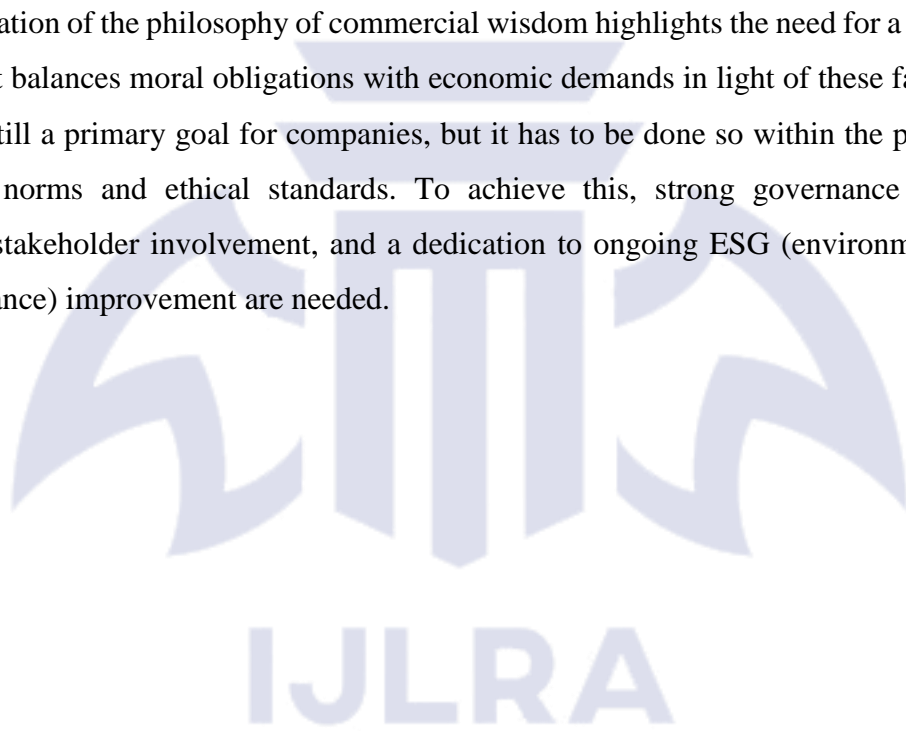 ation of the philosophy of commercial wisdom highlights the need for a
t balances moral obligations with economic demands in light of these fa
till a primary goal for companies, but it has to be done so within the p
norms and ethical standards. To achieve this, strong governance
stakeholder involvement, and a dedication to ongoing ESG (environm
ance) improvement are needed.
IJLRA